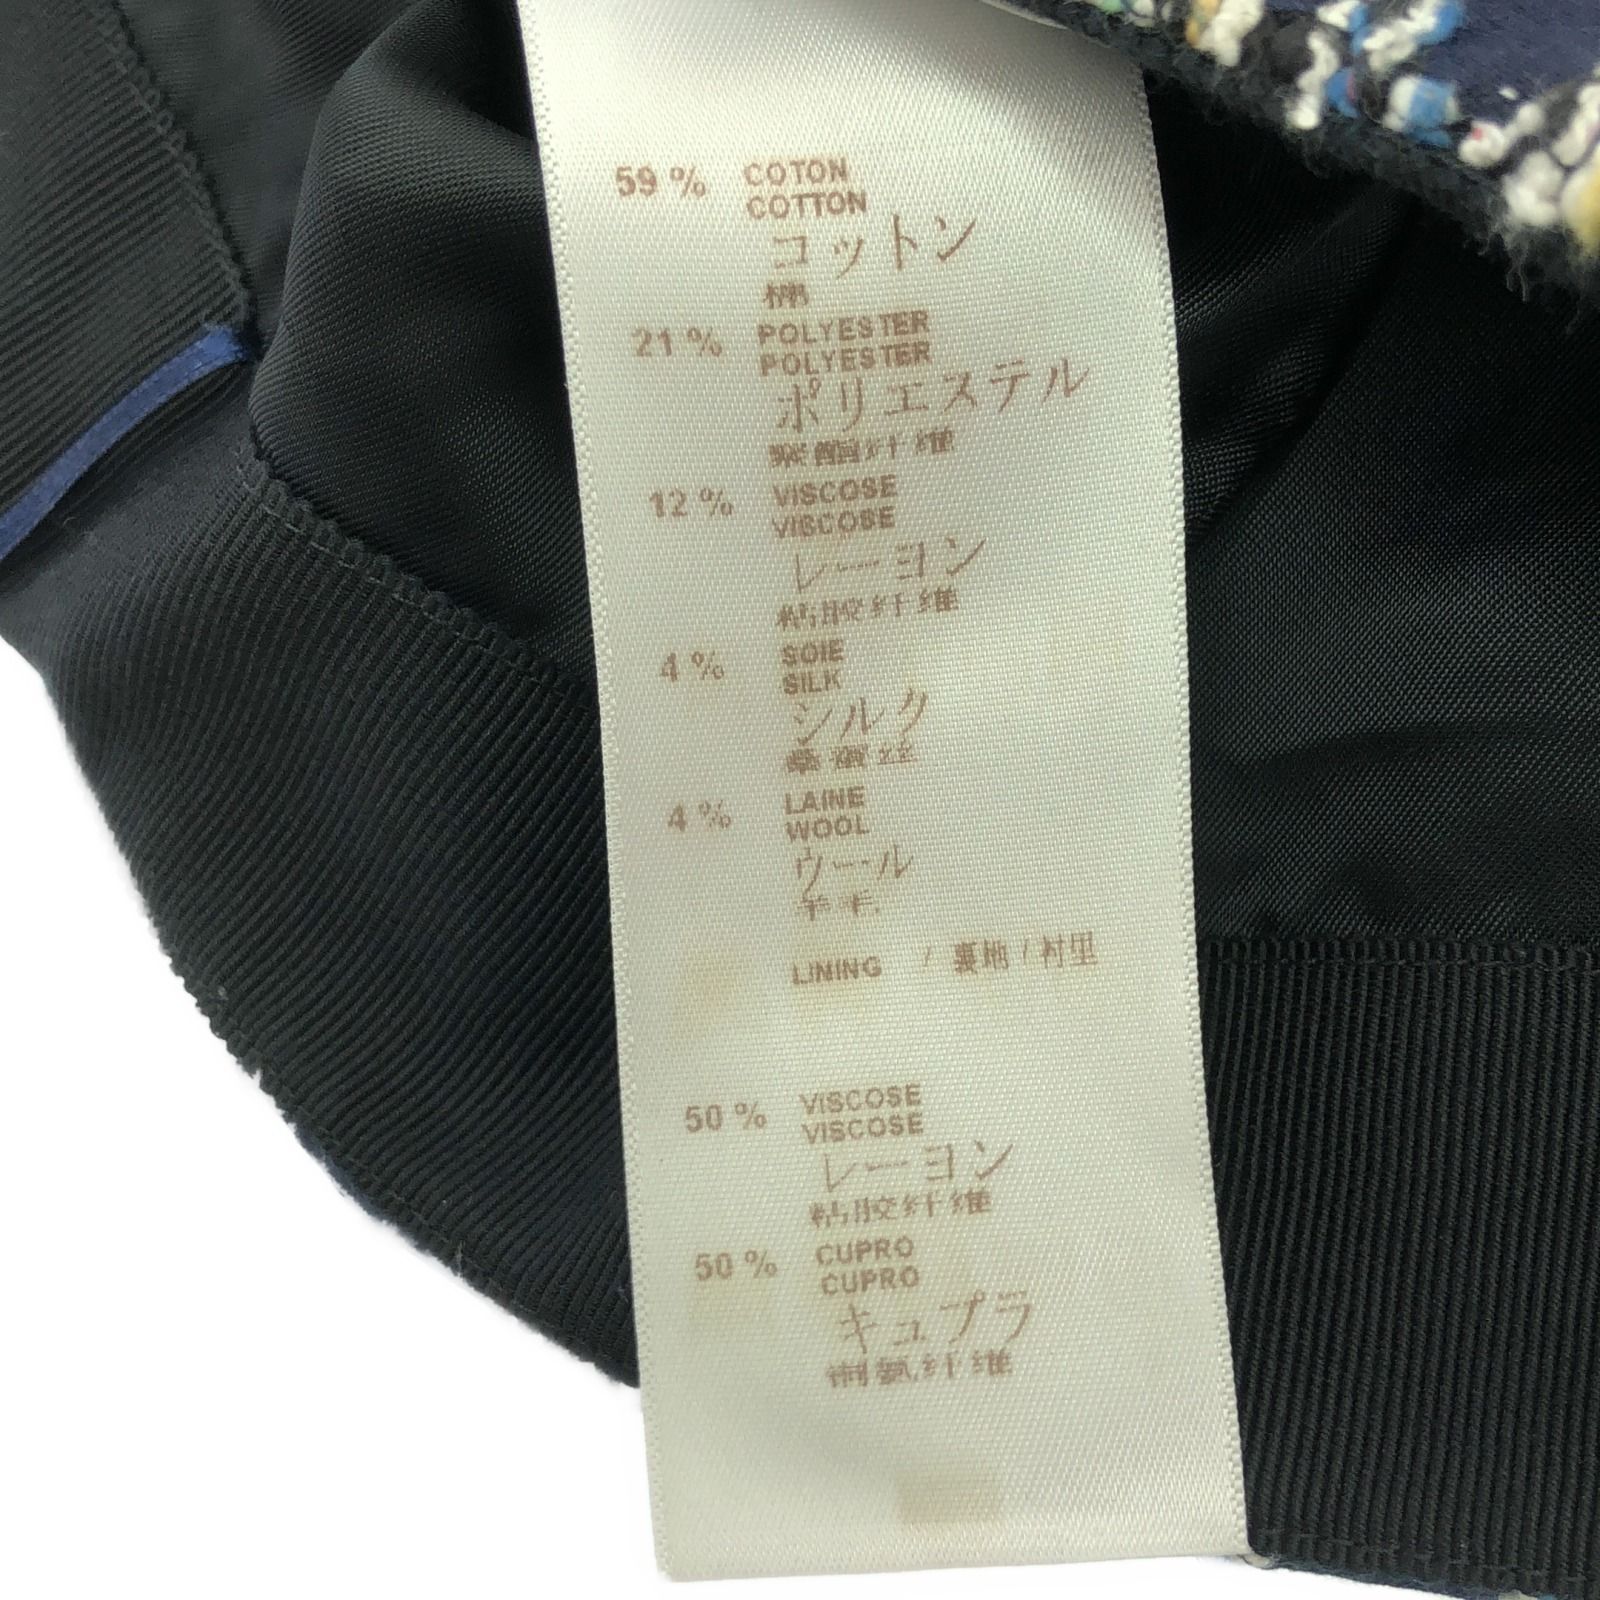 59 % COTON
COTTON
コットン
棉
21 % POLYESTER
POLYESTER
ポリエステル
聚酯纤维
12 % VISCOSE
VISCOSE
レーヨン
粘胶纤维
4 % SOIE
SILK
シルク
桑蚕丝
4 % LAINE
WOOL
ウール
羊毛
LINING / 裏地 / 衬里
50 % VISCOSE
VISCOSE
レーヨン
粘胶纤维
50 % CUPRO
CUPRO
キュプラ
铜氨纤维